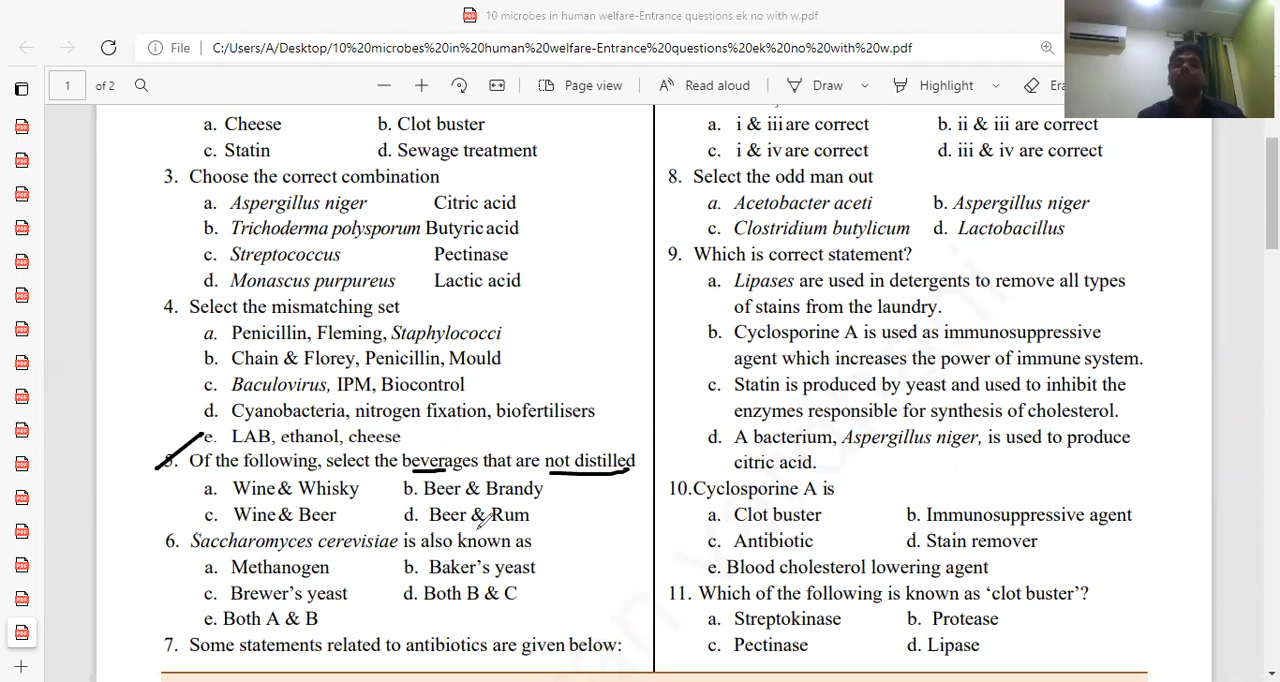 10 microbes in human welfare-Entrance questions ek no with w.pdf
File C:/Users/A/Desktop/10%20microbes%20in%20human%20welfare-Entrance%20questions%20ek%20no%20with%20w.pdf
1 of 2 Page view Read aloud Draw Highlight Era
a. Cheese b. Clot buster
c. Statin d. Sewage treatment
3. Choose the correct combination
a. Aspergillus niger Citric acid
b. Trichoderma polysporum Butyric acid
c. Streptococcus Pectinase
d. Monascus purpureus Lactic acid
4. Select the mismatching set
a. Penicillin, Fleming, Staphylococci
b. Chain & Florey, Penicillin, Mould
c. Baculovirus, IPM, Biocontrol
d. Cyanobacteria, nitrogen fixation, biofertilisers
e. LAB, ethanol, cheese
5. Of the following, select the beverages that are not distilled
a. Wine & Whisky b. Beer & Brandy
c. Wine & Beer d. Beer & Rum
6. Saccharomyces cerevisiae is also known as
a. Methanogen b. Baker's yeast
c. Brewer's yeast d. Both B & C
e. Both A & B
7. Some statements related to antibiotics are given below:
a. i & iii are correct b. ii & iii are correct
c. i & iv are correct d. iii & iv are correct
8. Select the odd man out
a. Acetobacter aceti b. Aspergillus niger
c. Clostridium butylicum d. Lactobacillus
9. Which is correct statement?
a. Lipases are used in detergents to remove all types
of stains from the laundry.
b. Cyclosporine A is used as immunosuppressive
agent which increases the power of immune system.
c. Statin is produced by yeast and used to inhibit the
enzymes responsible for synthesis of cholesterol.
d. A bacterium, Aspergillus niger, is used to produce
citric acid.
10.Cyclosporine A is
a. Clot buster b. Immunosuppressive agent
c. Antibiotic d. Stain remover
e. Blood cholesterol lowering agent
11. Which of the following is known as ‘clot buster’?
a. Streptokinase b. Protease
c. Pectinase d. Lipase